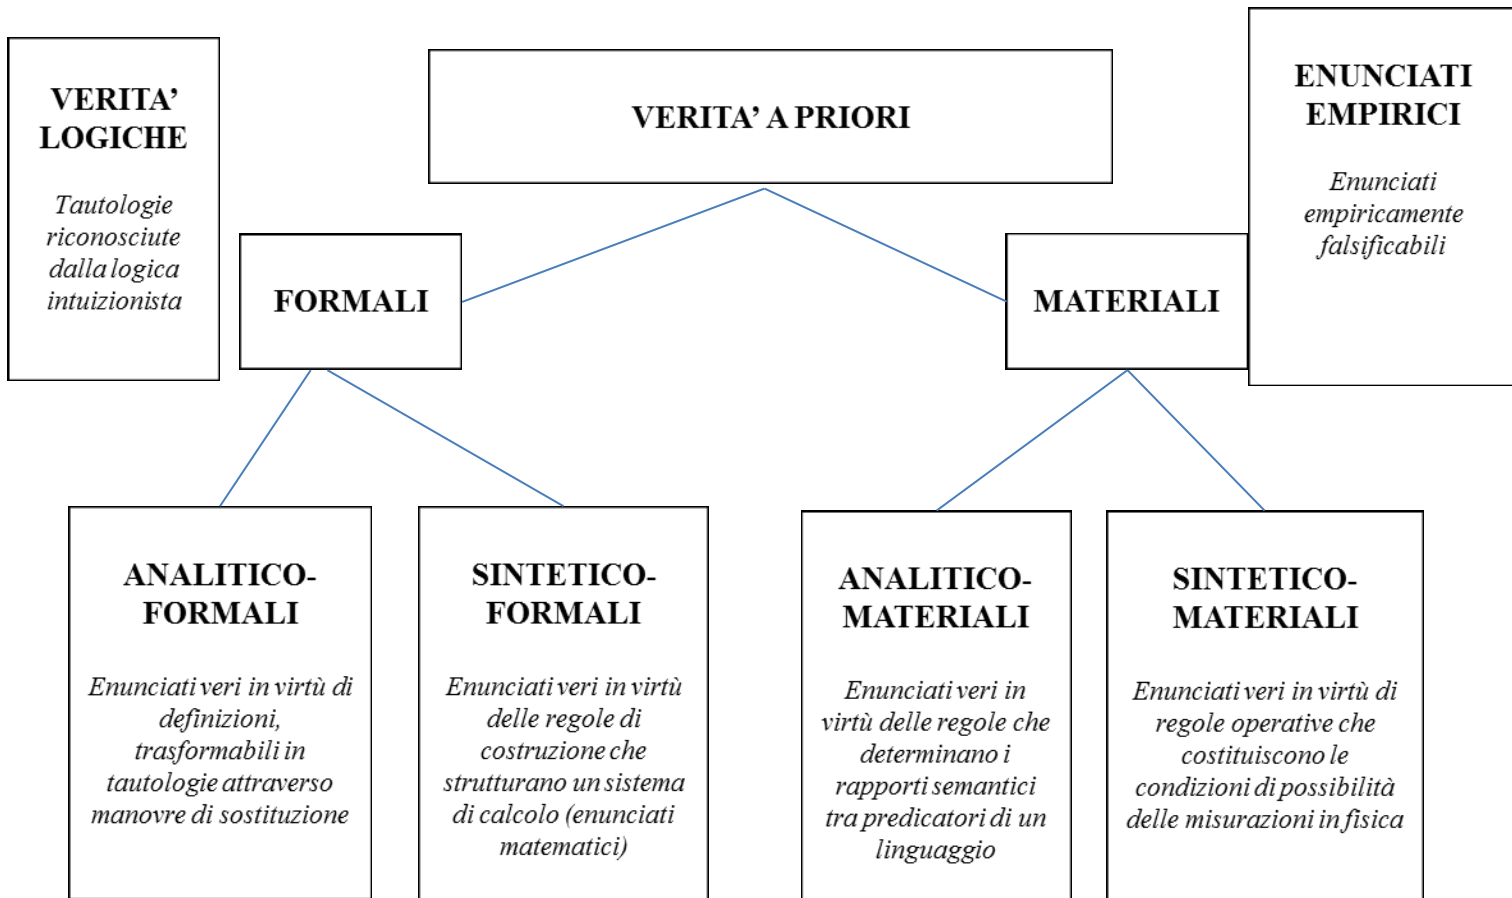 VERITA’
LOGICHE
Tautologie
riconosciute
dalla logica
intuizionista
VERITA’ A PRIORI
ENUNCIATI
EMPIRICI
Enunciati
empiricamente
falsificabili
FORMALI
MATERIALI
ANALITICO-
FORMALI
Enunciati veri in virtù di
definizioni,
trasformabili in
tautologie attraverso
manovre di sostituzione
SINTETICO-
FORMALI
Enunciati veri in virtù
delle regole di
costruzione che
strutturano un sistema
di calcolo (enunciati
matematici)
ANALITICO-
MATERIALI
Enunciati veri in
virtù delle regole che
determinano i
rapporti semantici
tra predicatori di un
linguaggio
SINTETICO-
MATERIALI
Enunciati veri in virtù di
regole operative che
costituiscono le
condizioni di possibilità
delle misurazioni in fisica